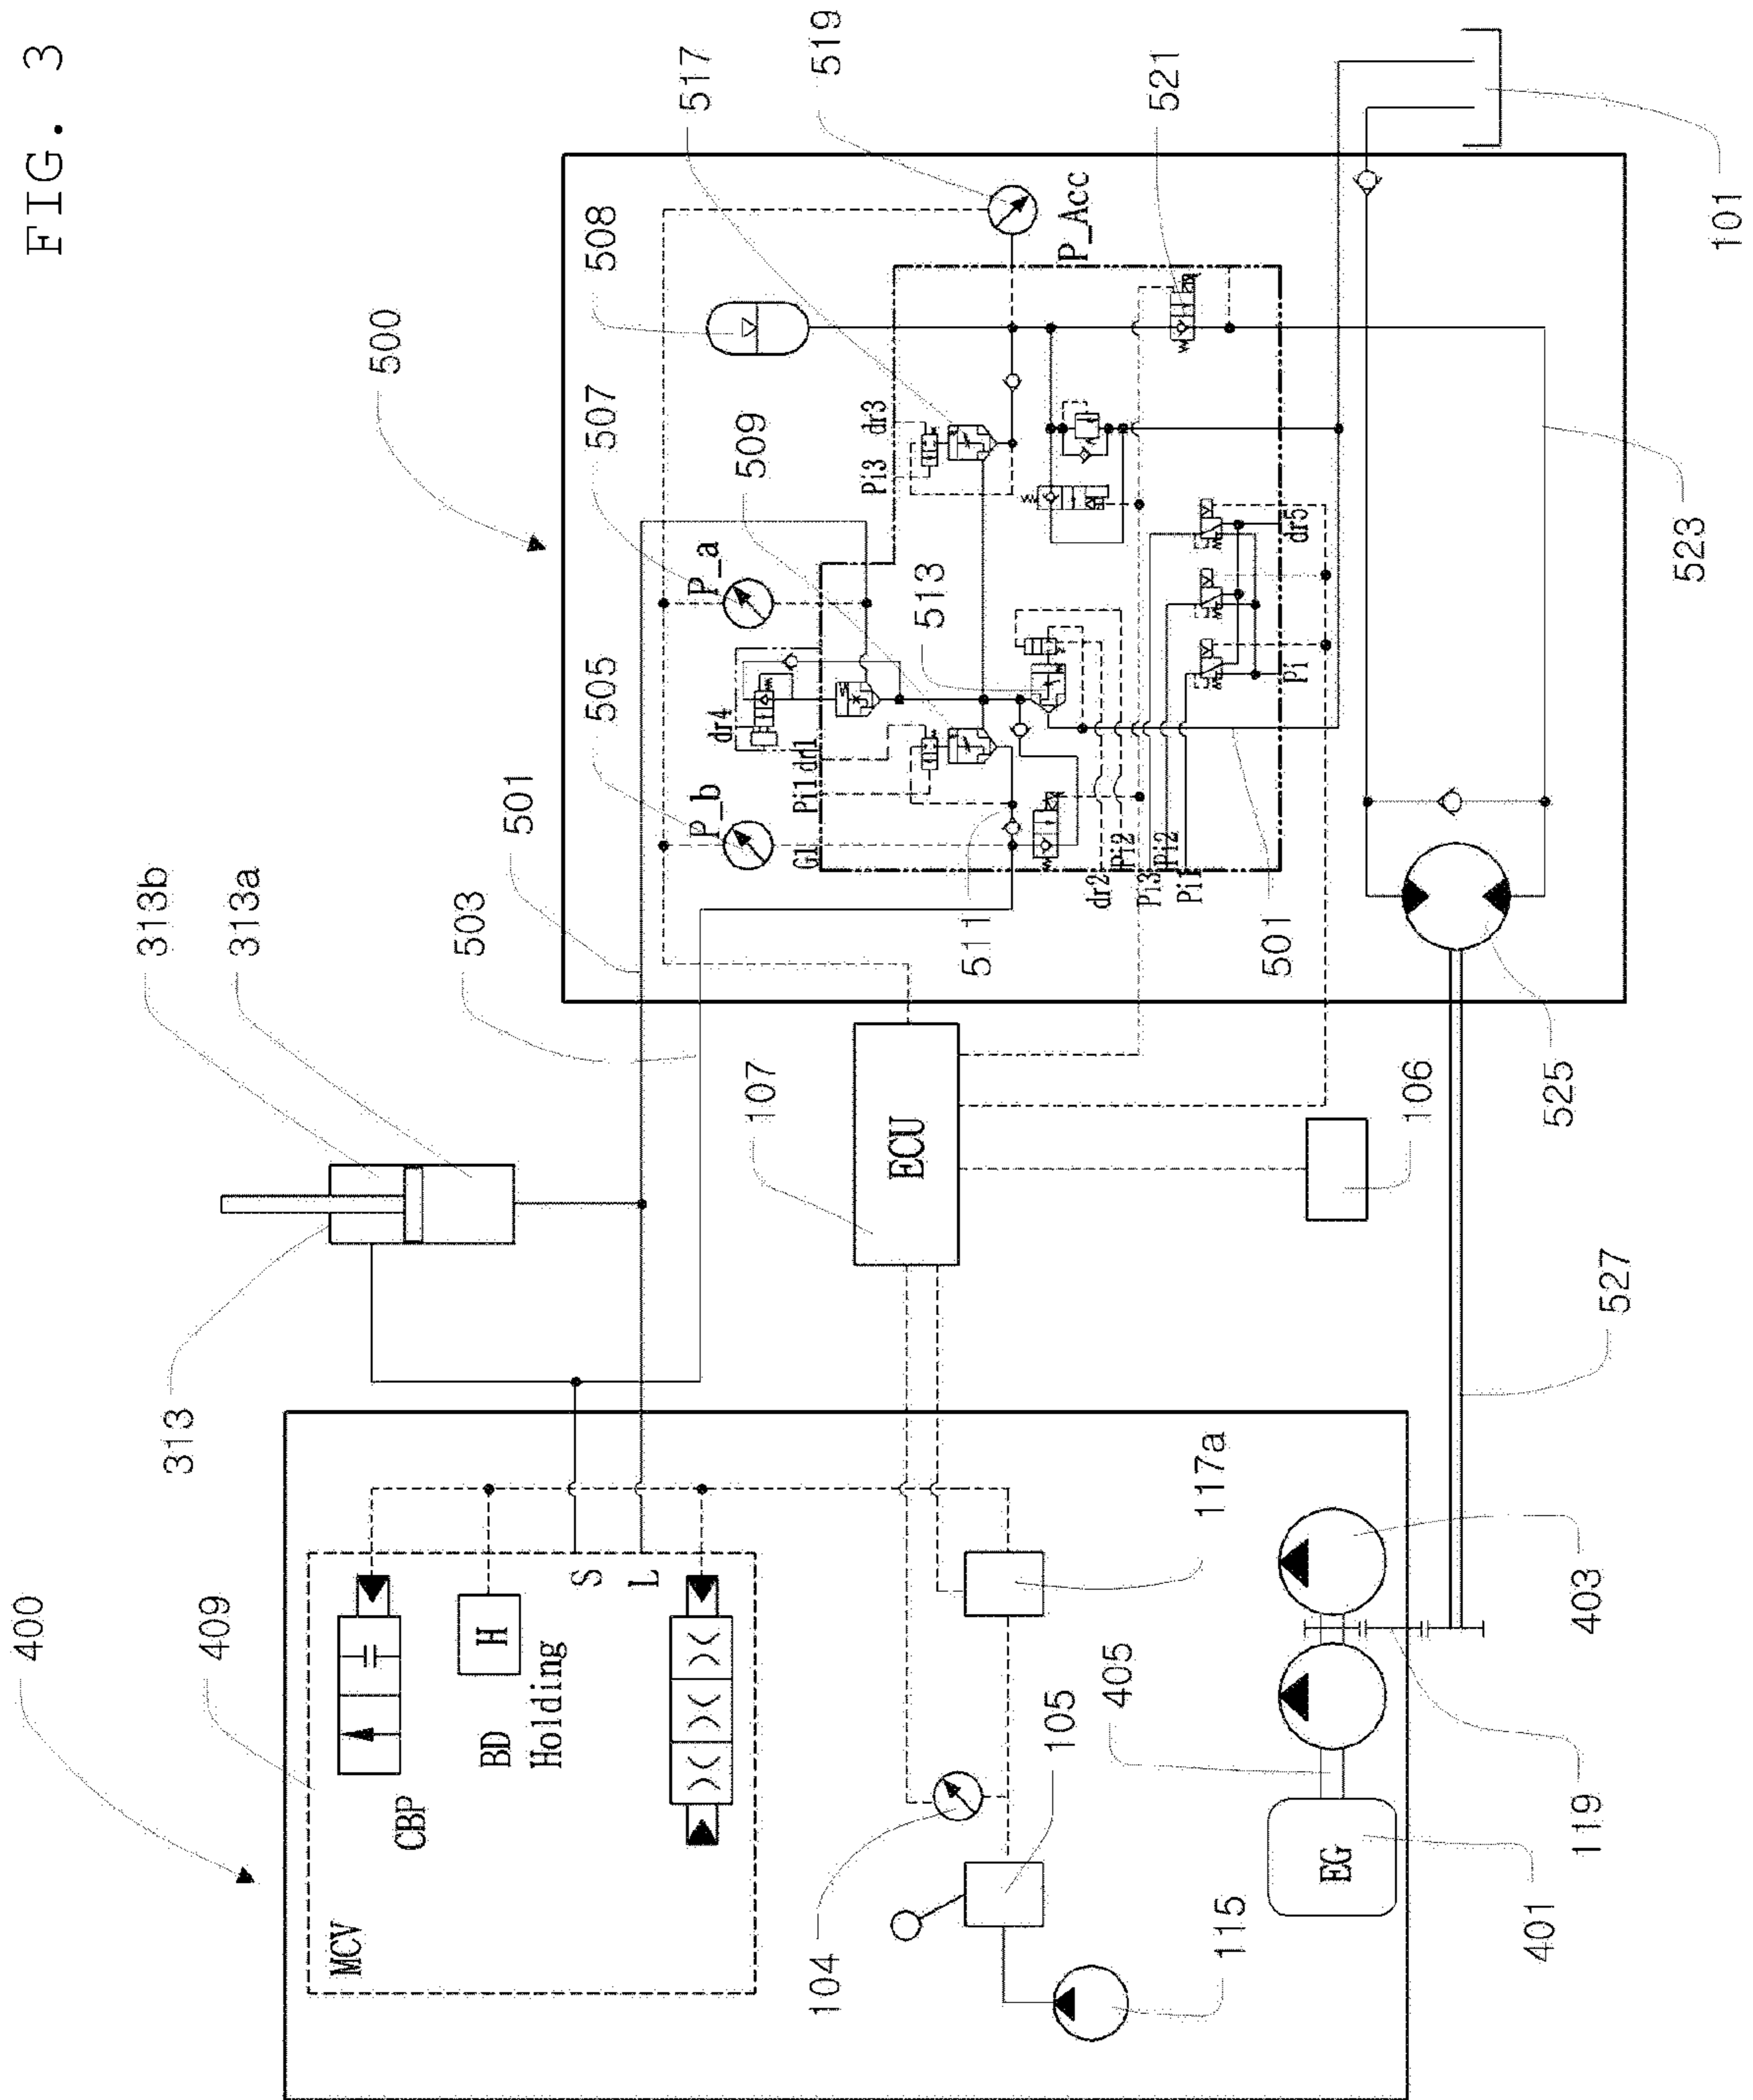 FIG. 3
519
517
521
508
500
P_Acc
101
507
509
dr3
Pi3
P_a
513
505
dr4
dr1
Pi1
P_b
G1
dr5
Pi
523
501
503
313b
313a
511
dr2
Pi2
Pi3
Pi2
Pi1
501
525
107
ECU
106
313
527
400
409
S
L
117a
H
BD
Holding
CBP
MCV
104
105
405
403
119
EG
401
115